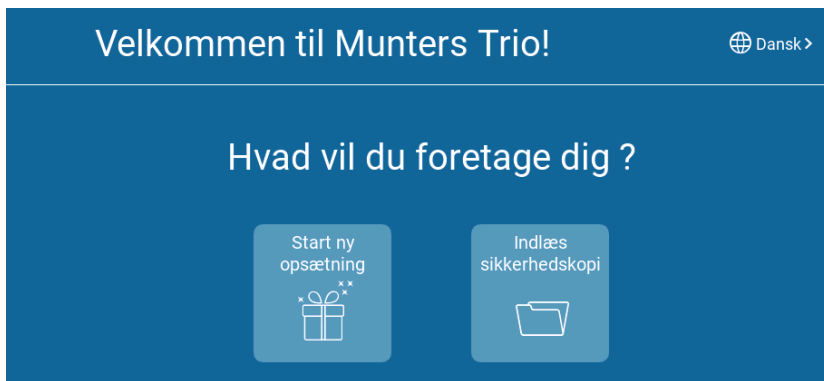 Velkommen til Munters Trio!
Dansk
Hvad vil du foretage dig ?
Start ny
opsætning
Indlæs
sikkerhedskopi